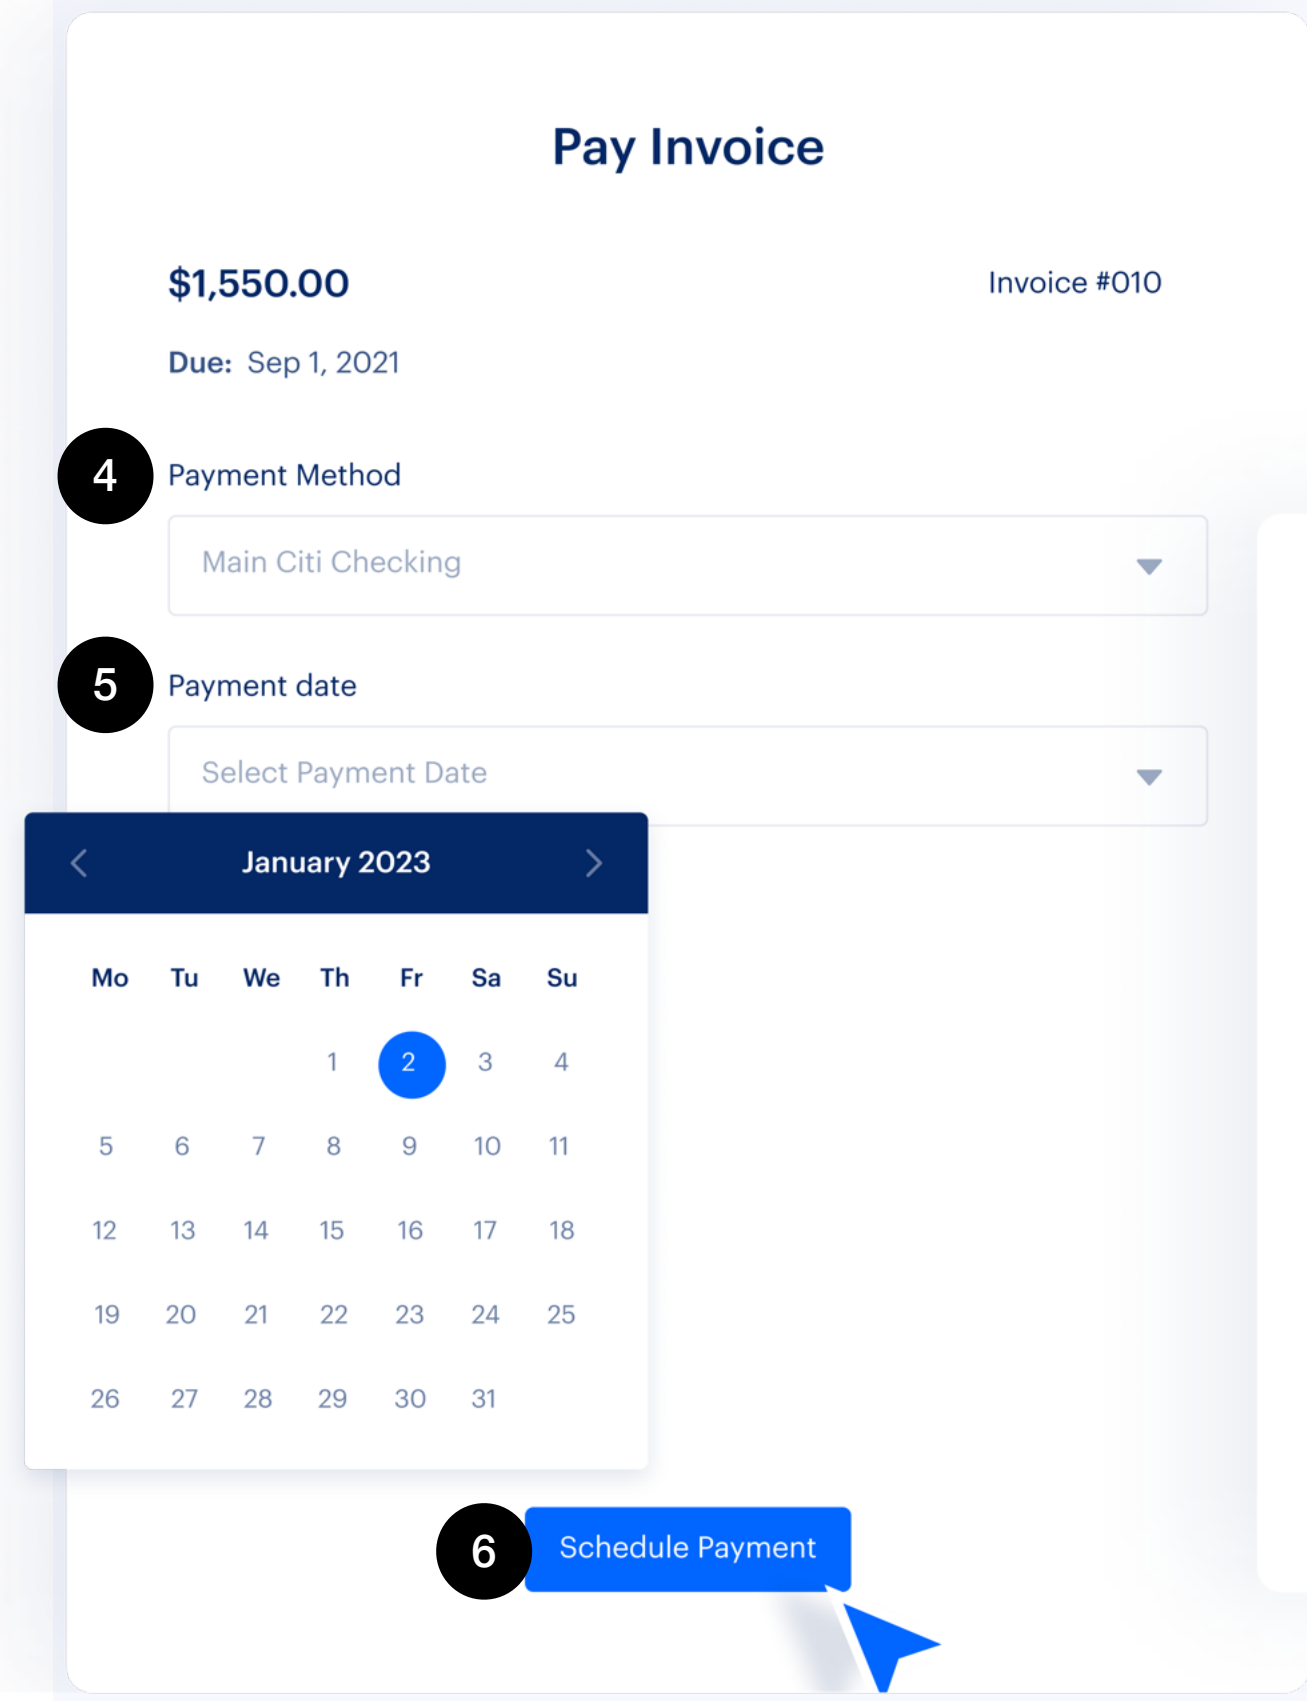 Pay Invoice
$1,550.00 Invoice #010
Due: Sep 1, 2021
4 Payment Method
Main Citi Checking
5 Payment date
Select Payment Date
January 2023
Mo Tu We Th Fr Sa Su
1 2 3 4
5 6 7 8 9 10 11
12 13 14 15 16 17 18
19 20 21 22 23 24 25
26 27 28 29 30 31
6 Schedule Payment